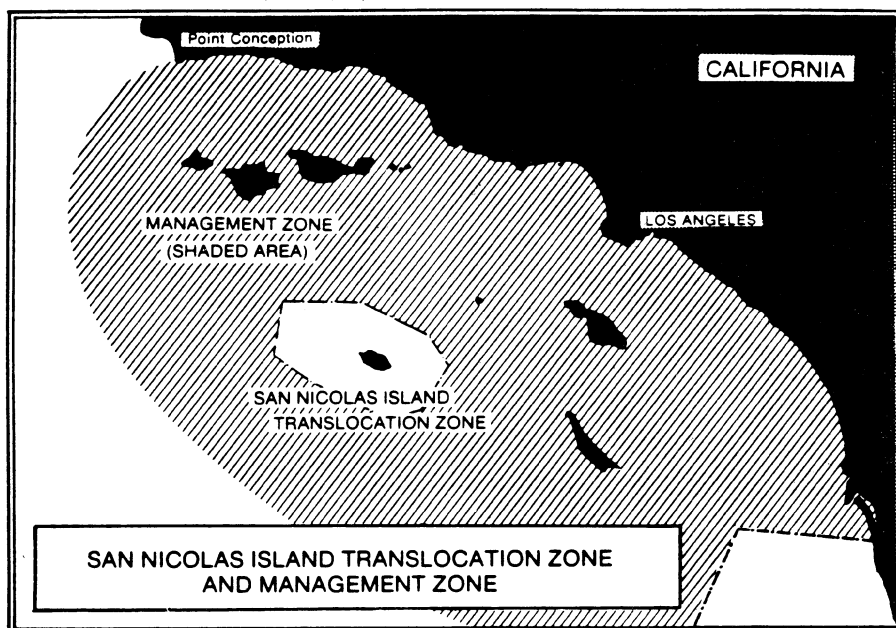 Point Conception
CALIFORNIA
LOS ANGELES
MANAGEMENT ZONE
(SHADED AREA)
SAN NICOLAS ISLAND
TRANSLOCATION ZONE
SAN NICOLAS ISLAND TRANSLOCATION ZONE
AND MANAGEMENT ZONE